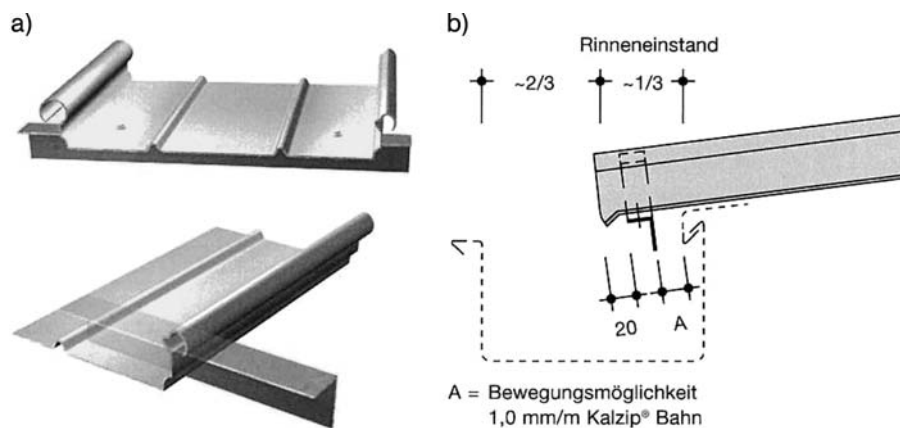 a)
b)
Rinneneinstand
~2/3
~1/3
20
A
A = Bewegungsmöglichkeit
1,0 mm/m Kalzip® Bahn